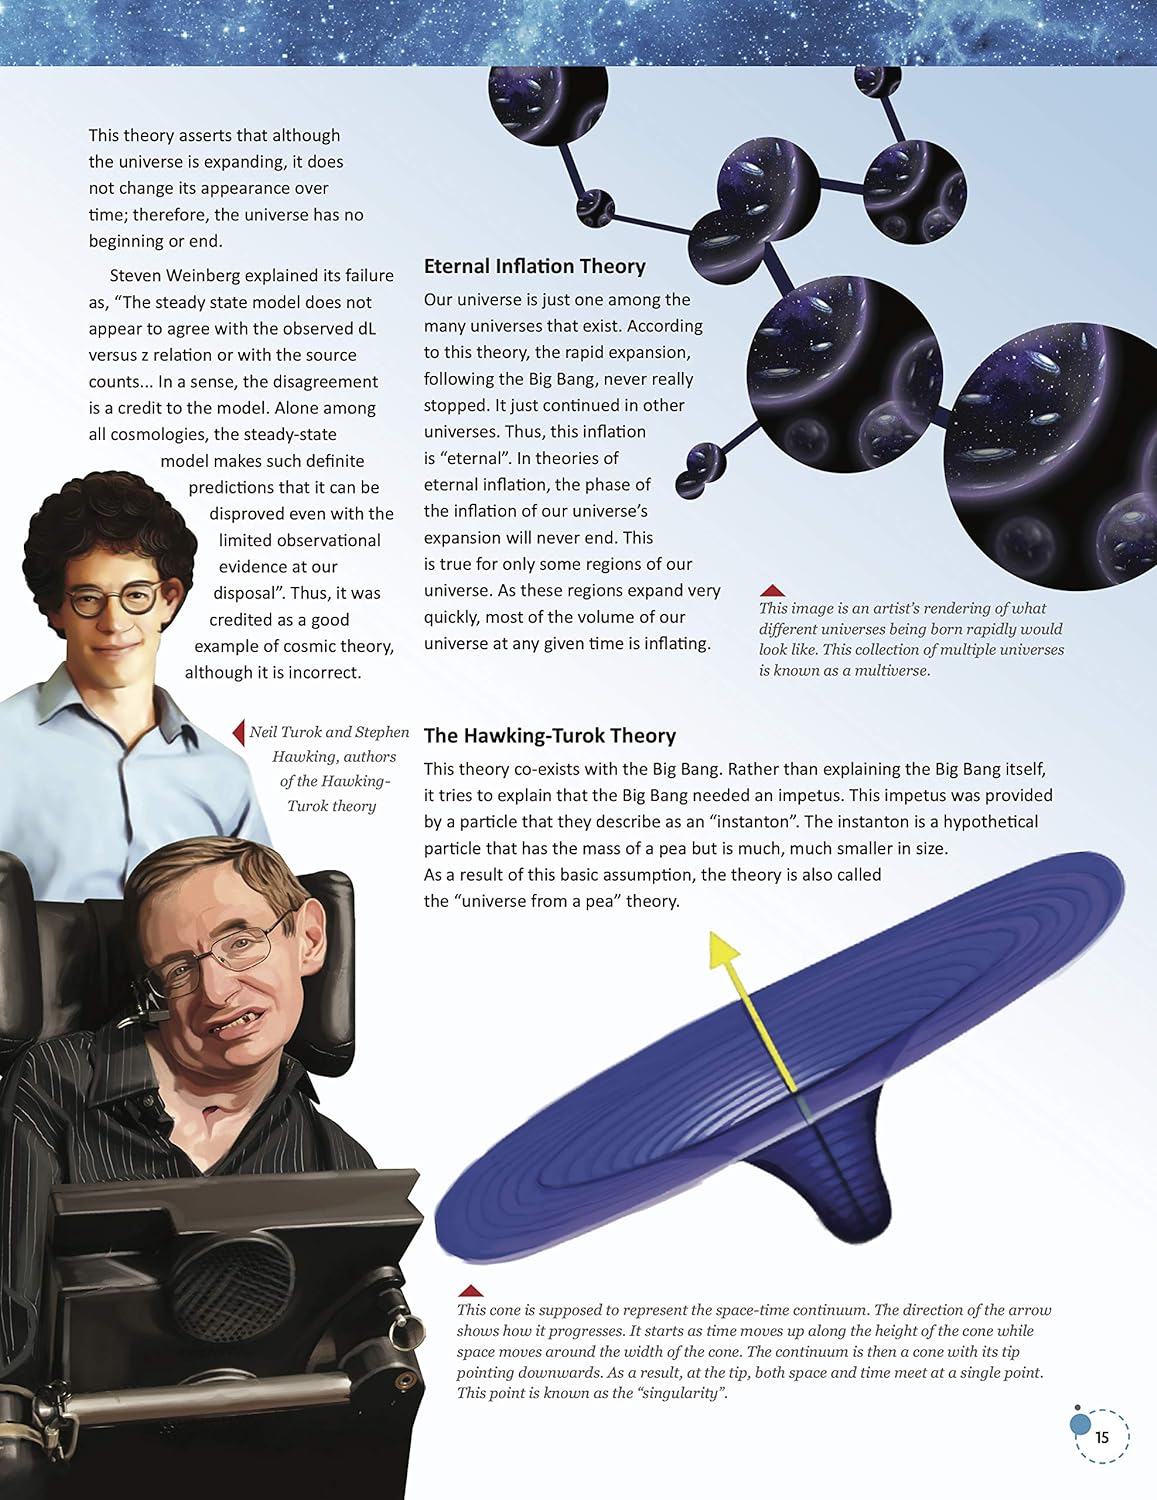 This theory asserts that although
the universe is expanding, it does
not change its appearance over
time; therefore, the universe has no
beginning or end.
Steven Weinberg explained its failure
as, “The steady state model does not
appear to agree with the observed dL
versus z relation or with the source
counts... In a sense, the disagreement
is a credit to the model. Alone among
all cosmologies, the steady-state
model makes such definite
predictions that it can be
disproved even with the
limited observational
evidence at our
disposal”. Thus, it was
credited as a good
example of cosmic theory,
although it is incorrect.
Neil Turok and Stephen
Hawking, authors
of the Hawking-
Turok theory
Eternal Inflation Theory
Our universe is just one among the
many universes that exist. According
to this theory, the rapid expansion,
following the Big Bang, never really
stopped. It just continued in other
universes. Thus, this inflation
is “eternal”. In theories of
eternal inflation, the phase of
the inflation of our universe’s
expansion will never end. This
is true for only some regions of our
universe. As these regions expand very
quickly, most of the volume of our
universe at any given time is inflating.
This image is an artist’s rendering of what
different universes being born rapidly would
look like. This collection of multiple universes
is known as a multiverse.
The Hawking-Turok Theory
This theory co-exists with the Big Bang. Rather than explaining the Big Bang itself,
it tries to explain that the Big Bang needed an impetus. This impetus was provided
by a particle that they describe as an “instanton”. The instanton is a hypothetical
particle that has the mass of a pea but is much, much smaller in size.
As a result of this basic assumption, the theory is also called
the “universe from a pea” theory.
This cone is supposed to represent the space-time continuum. The direction of the arrow
shows how it progresses. It starts as time moves up along the height of the cone while
space moves around the width of the cone. The continuum is then a cone with its tip
pointing downwards. As a result, at the tip, both space and time meet at a single point.
This point is known as the “singularity”.
15